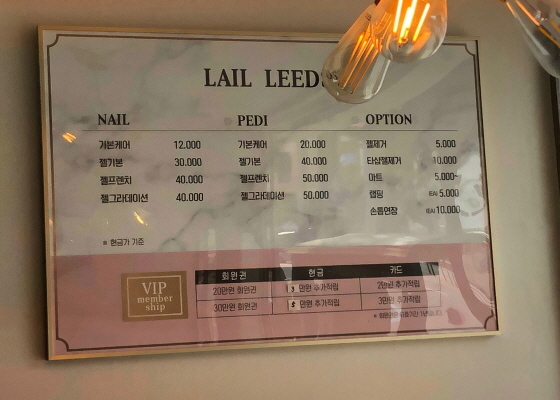 LAIL LEED
NAIL PEDI OPTION
기본케어 12.000 기본케어 20.000 젤제거 5.000
젤기본 30.000 젤기본 40.000 타샵젤제거 10.000
젤프렌치 40.000 젤프렌치 50.000 아트 5.000~
젤그라데이션 40.000 젤그라데이션 50.000 랩핑 (EA) 5.000
손톱연장 (EA) 10.000
※ 현금가 기준
VIP
member
ship
회원권 현금 카드
20만원 회원권 만원 추가적립 2만원 추가적립
30만원 회원권 5 만원 추가적립 3만원 추가적립